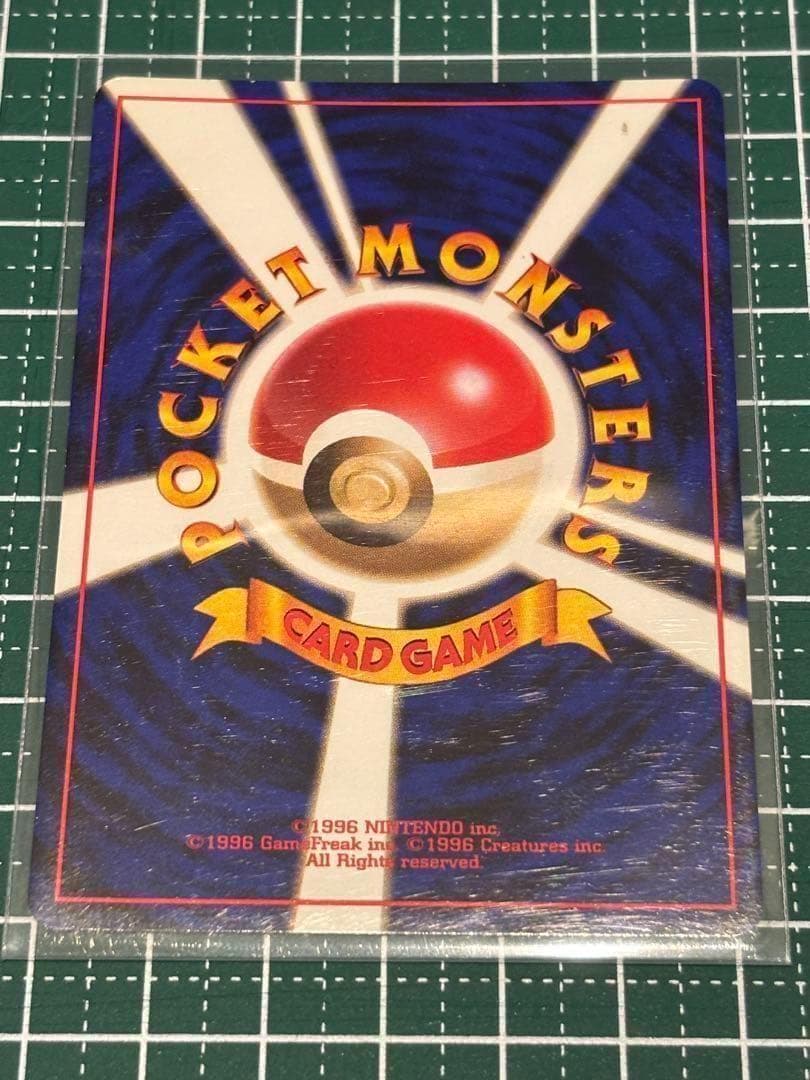 POCKET MONSTERS
CARD GAME
©1996 NINTENDO inc,
©1996 GameFreak inc. ©1996 Creatures inc.
All Rights reserved.